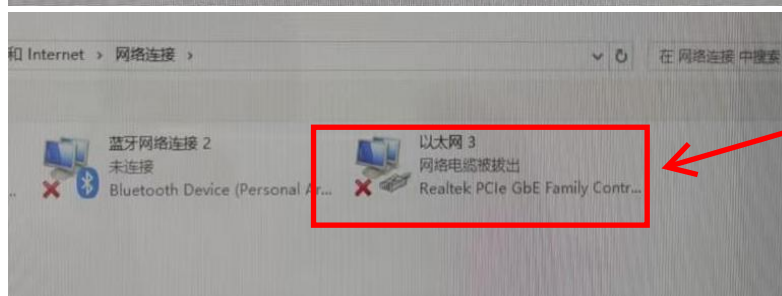 和 Internet › 网络连接 ›
在 网络连接 中搜索
蓝牙网络连接 2
未连接
Bluetooth Device (Personal Ar...
以太网 3
网络电缆被拔出
Realtek PCIe GbE Family Contr...